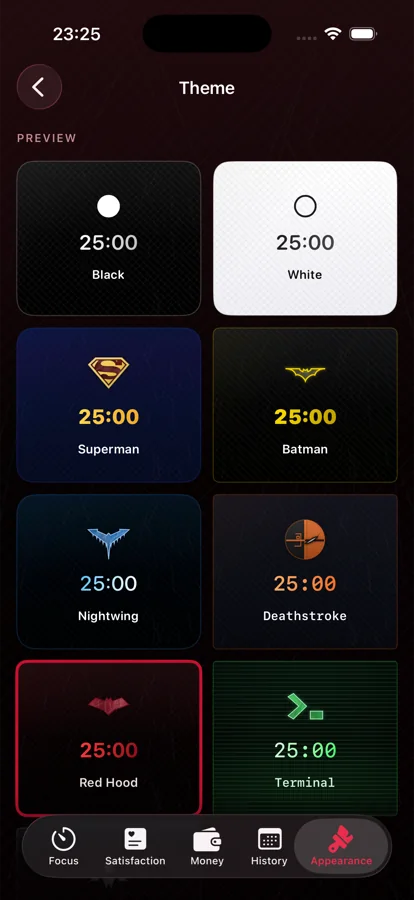 23:25
Theme
PREVIEW
25:00
Black
25:00
White
25:00
Superman
25:00
Batman
25:00
Nightwing
25:00
Deathstroke
25:00
Red Hood
25:00
Terminal
Focus
Satisfaction
Money
History
Appearance